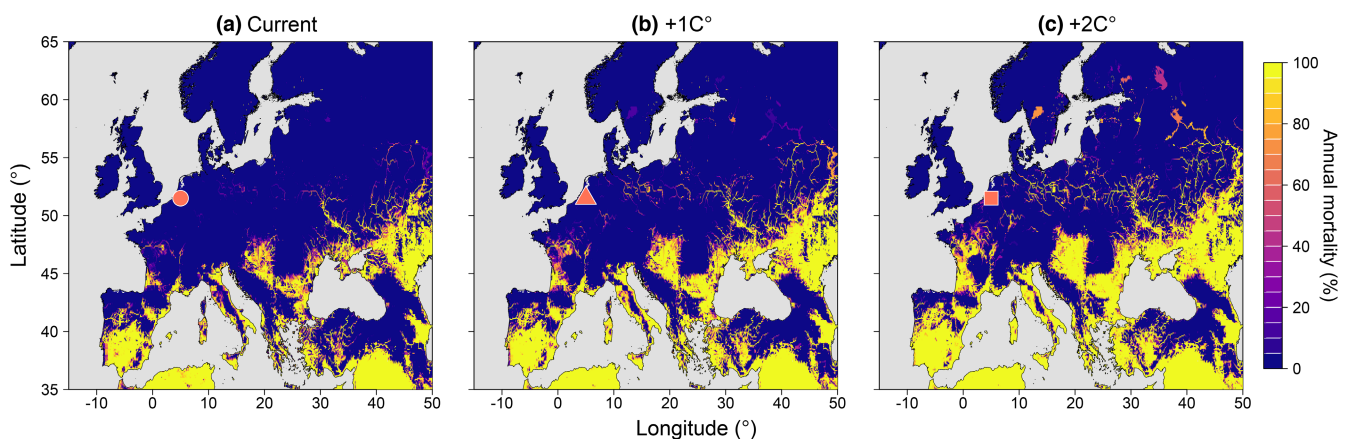 (a) Current
(b) +1C°
(c) +2C°
65
60
55
50
45
40
35
Latitude (°)
-10 0 10 20 30 40 50
-10 0 10 20 30 40 50
-10 0 10 20 30 40 50
Longitude (°)
100
80
60
40
20
0
Annual mortality (%)